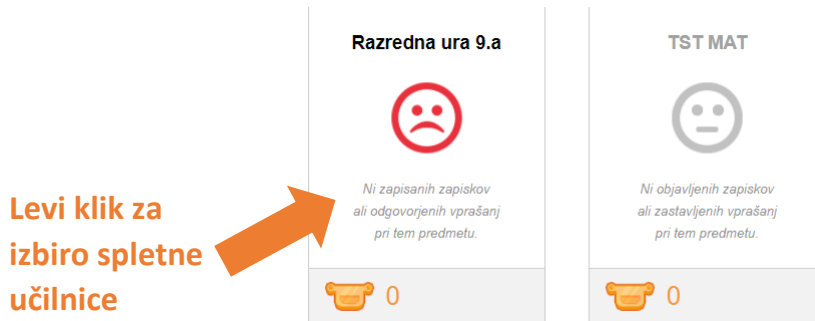 Razredna ura 9.a
Ni zapisanih zapiskov
ali odgovorjenih vprašanj
pri tem predmetu.
0
TST MAT
Ni objavljenih zapiskov
ali zastavljenih vprašanj
pri tem predmetu.
0
Levi klik za
izbiro spletne
učilnice